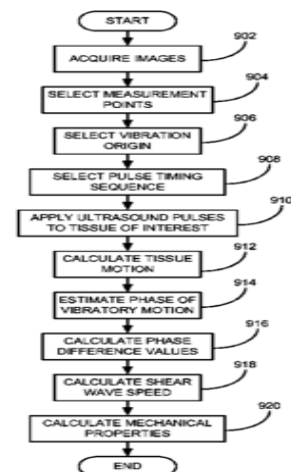 START
902
ACQUIRE IMAGES
904
SELECT MEASUREMENT
POINTS
906
SELECT VIBRATION
ORIGIN
908
SELECT PULSE TIMING
SEQUENCE
910
APPLY ULTRASOUND PULSES
TO TISSUE OF INTEREST
912
CALCULATE TISSUE
MOTION
914
ESTIMATE PHASE OF
VIBRATORY MOTION
916
CALCULATE PHASE
DIFFERENCE VALUES
918
CALCULATE SHEAR
WAVE SPEED
920
CALCULATE MECHANICAL
PROPERTIES
END